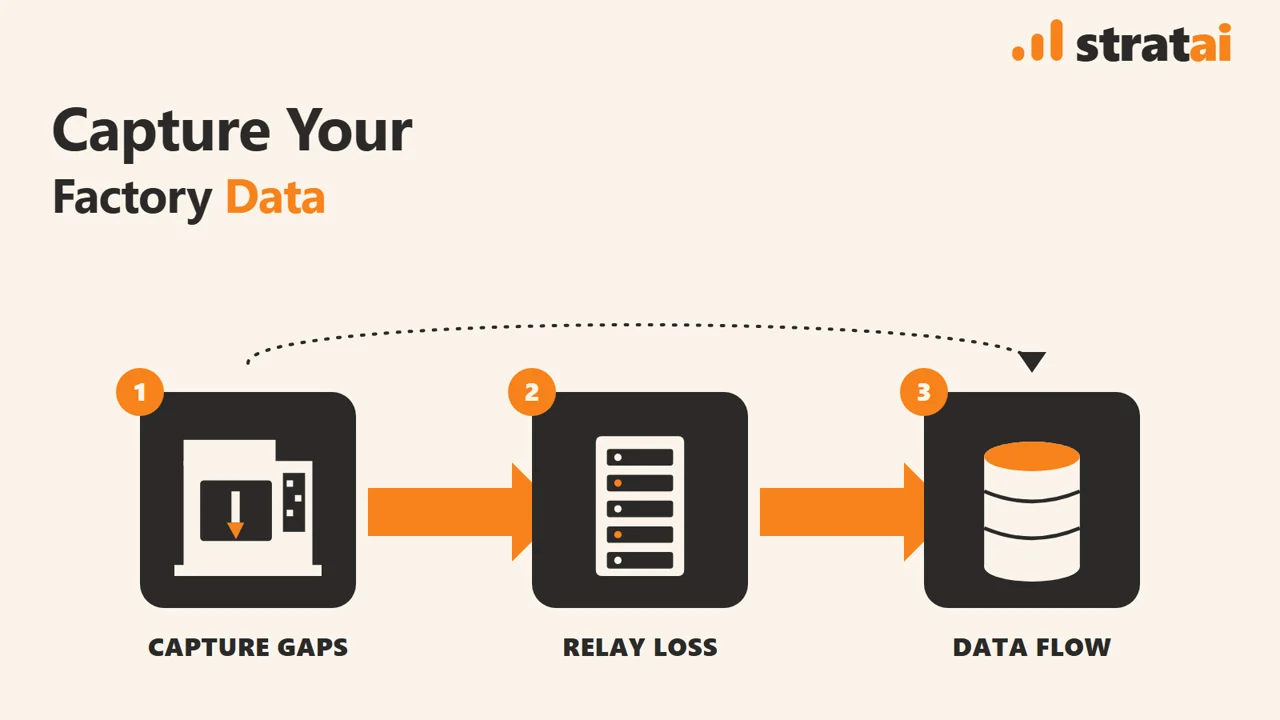 stratai
Capture Your
Factory Data
1
2
3
CAPTURE GAPS
RELAY LOSS
DATA FLOW